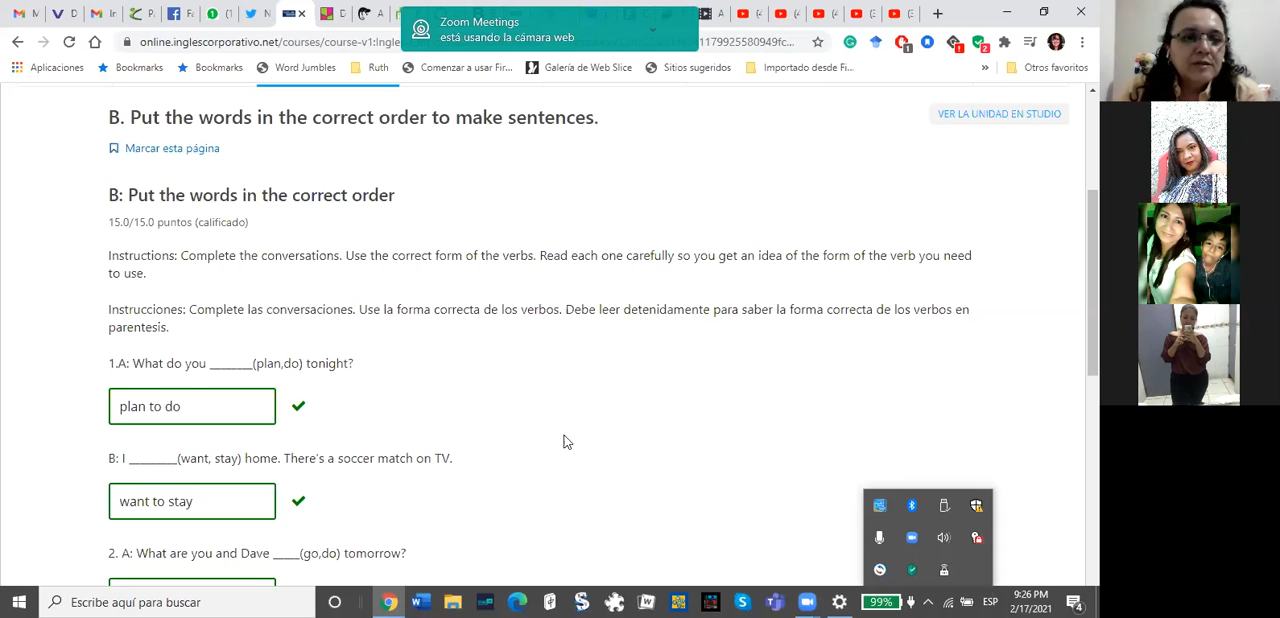 Zoom Meetings
está usando la cámara web
online.inglescorporativo.net/courses/course-v1:Ingle
1179925580949fc...
Aplicaciones
Bookmarks
Bookmarks
Word Jumbles
Ruth
Comenzar a usar Fir...
Galería de Web Slice
Sitios sugeridos
Importado desde Fi...
»
Otros favoritos
B. Put the words in the correct order to make sentences.
VER LA UNIDAD EN STUDIO
Marcar esta página
B: Put the words in the correct order
15.0/15.0 puntos (calificado)
Instructions: Complete the conversations. Use the correct form of the verbs. Read each one carefully so you get an idea of the form of the verb you need
to use.
Instrucciones: Complete las conversaciones. Use la forma correcta de los verbos. Debe leer detenidamente para saber la forma correcta de los verbos en
parentesis.
1.A: What do you ________(plan,do) tonight?
plan to do
B: I _________(want, stay) home. There's a soccer match on TV.
want to stay
2. A: What are you and Dave _____(go,do) tomorrow?
Escribe aquí para buscar
99%
ESP
9:26 PM
2/17/2021
4